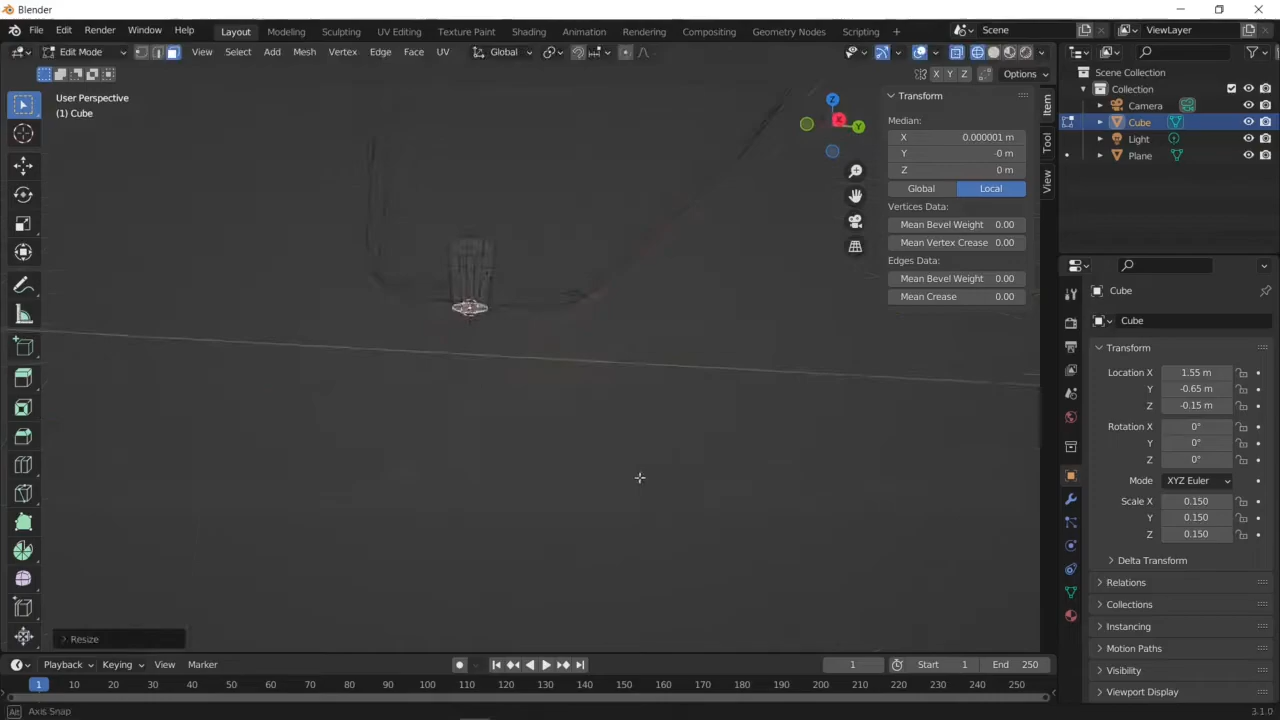 Blender
File Edit Render Window Help
Layout Modeling Sculpting UV Editing Texture Paint Shading Animation Rendering Compositing Geometry Nodes Scripting +
Scene
ViewLayer
Edit Mode View Select Add Mesh Vertex Edge Face UV
Global
X Y Z Options
User Perspective
(1) Cube
Z
X
Y
Transform
Median:
X 0.000001 m
Y -0 m
Z 0 m
Global Local
Vertices Data:
Mean Bevel Weight 0.00
Mean Vertex Crease 0.00
Edges Data:
Mean Bevel Weight 0.00
Mean Crease 0.00
Item
Tool
View
Scene Collection
Collection
Camera
Cube
Light
Plane
Cube
Cube
Transform
Location X 1.55 m
Y -0.65 m
Z -0.15 m
Rotation X 0°
Y 0°
Z 0°
Mode XYZ Euler
Scale X 0.150
Y 0.150
Z 0.150
Delta Transform
Relations
Collections
Instancing
Motion Paths
Visibility
Viewport Display
Resize
Playback Keying View Marker
1 Start 1 End 250
1 10 20 30 40 50 60 70 80 90 100 110 120 130 140 150 160 170 180 190 200 210 220 230 240 250
Alt Axis Snap
3.1.0